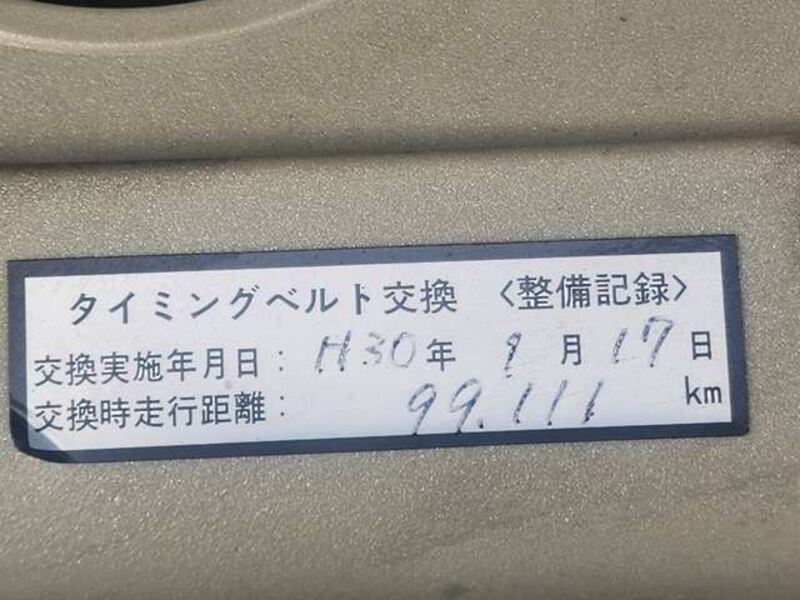 タイミングベルト交換 〈整備記録〉
交換実施年月日: H30年 9月 17日
交換時走行距離: 99.111 km